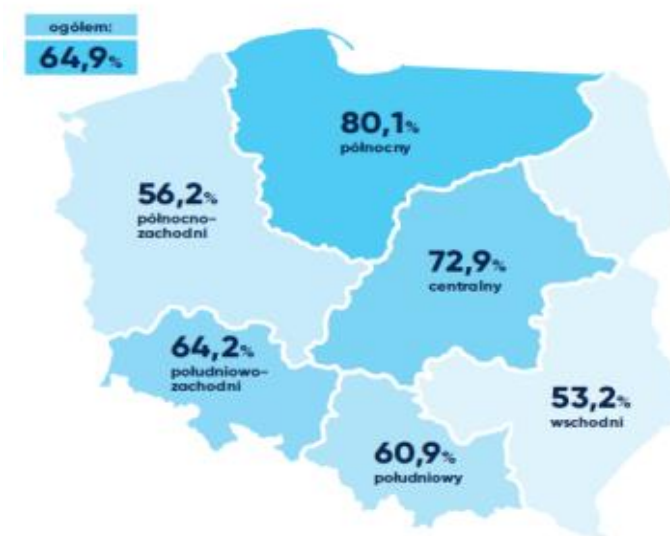 ogółem:
64,9%
80,1%
północny
56,2%
północno-
zachodni
72,9%
centralny
64,2%
południowo-
zachodni
53,2%
wschodni
60,9%
południowy